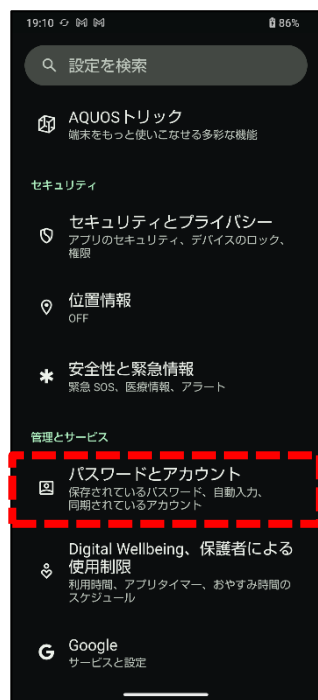 19:10
86%
設定を検索
AQUOSトリック
端末をもっと使いこなせる多彩な機能
セキュリティ
セキュリティとプライバシー
アプリのセキュリティ、デバイスのロック、
権限
位置情報
OFF
安全性と緊急情報
緊急 SOS、医療情報、アラート
管理とサービス
パスワードとアカウント
保存されているパスワード、自動入力、
同期されているアカウント
Digital Wellbeing、保護者による
使用制限
利用時間、アプリタイマー、おやすみ時間の
スケジュール
Google
サービスと設定